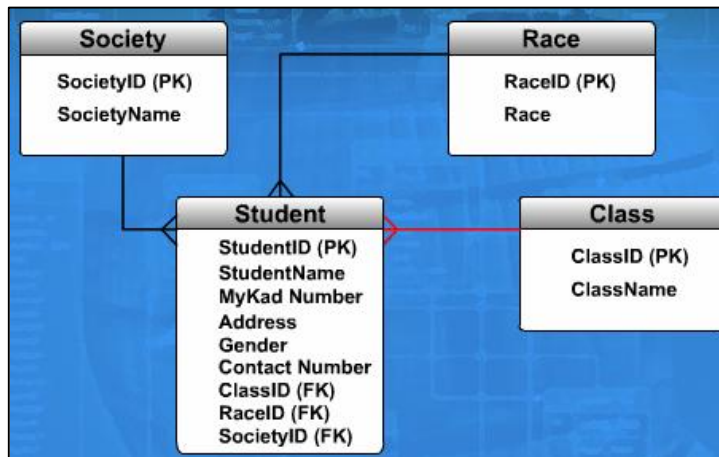 Society
SocietyID (PK)
SocietyName
Race
RaceID (PK)
Race
Student
StudentID (PK)
StudentName
MyKad Number
Address
Gender
Contact Number
ClassID (FK)
RaceID (FK)
SocietyID (FK)
Class
ClassID (PK)
ClassName